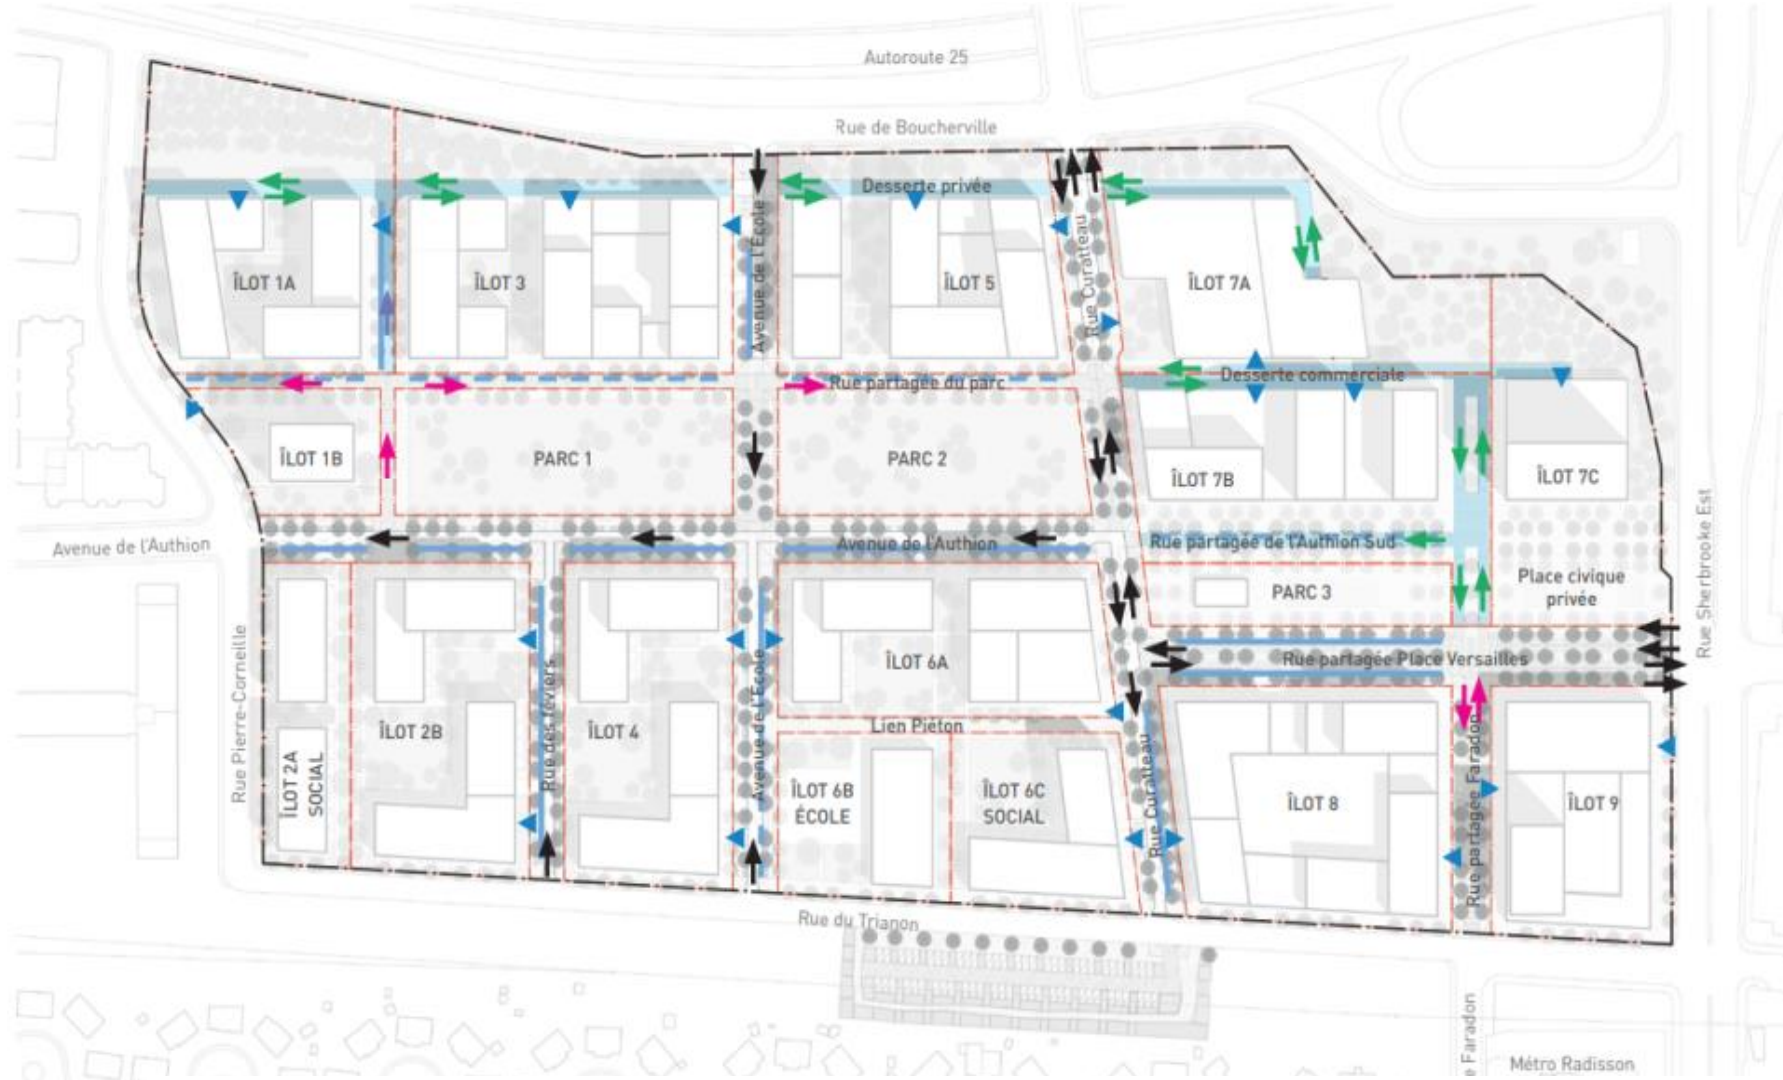 Autoroute 25
Rue de Boucherville
Desserte privée
Avenue de l'École
Rue Curatteau
ÎLOT 1A
ÎLOT 3
ÎLOT 5
ÎLOT 7A
Rue partagée du parc
Desserte commerciale
ÎLOT 1B
PARC 1
PARC 2
ÎLOT 7B
ÎLOT 7C
Avenue de l'Authion
Avenue de l'Authion
Rue partagée de l'Authion Sud
Rue Sherbrooke Est
PARC 3
Place civique
privée
Rue partagée Place Versailles
ÎLOT 6A
Rue Pierre-Corneille
ÎLOT 2A
SOCIAL
ÎLOT 2B
Rue des féviers
ÎLOT 4
Avenue de l'École
Lien Piéton
ÎLOT 6B
ÉCOLE
ÎLOT 6C
SOCIAL
Rue Curatteau
ÎLOT 8
Rue partagée Faradon
ÎLOT 9
Rue du Trianon
Faradon
Métro Radisson